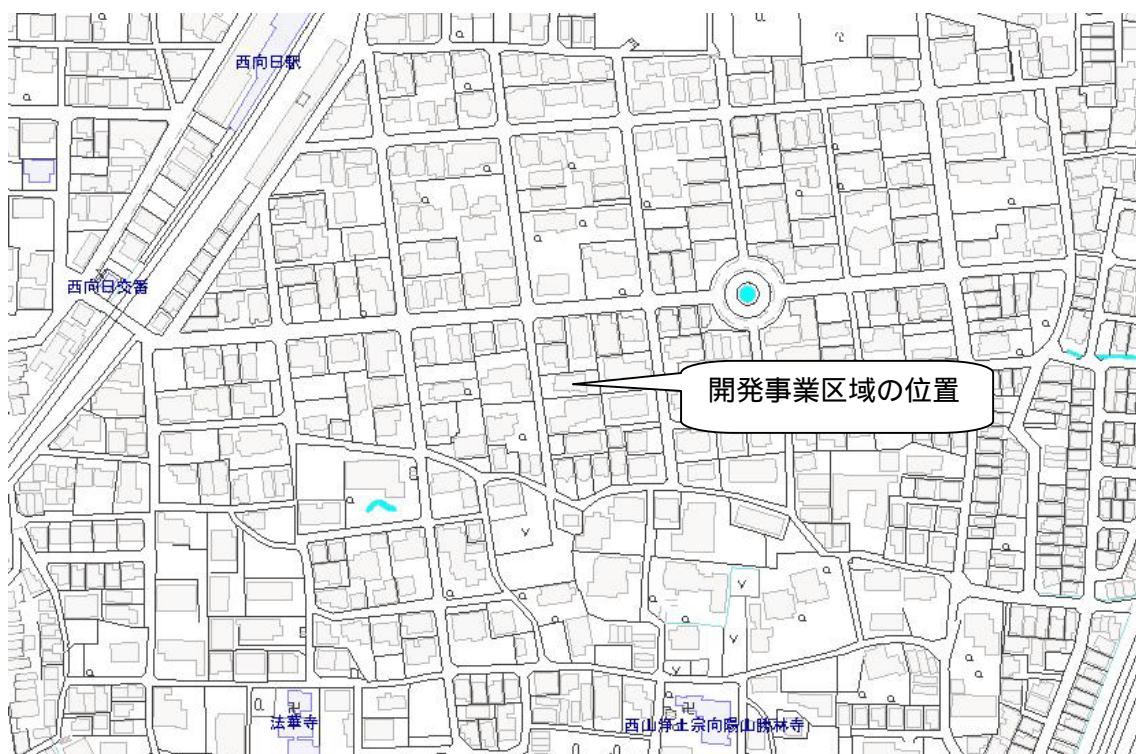 西向日駅
西向日交番
開発事業区域の位置
法華寺
西山浄土宗向陽山勝林寺